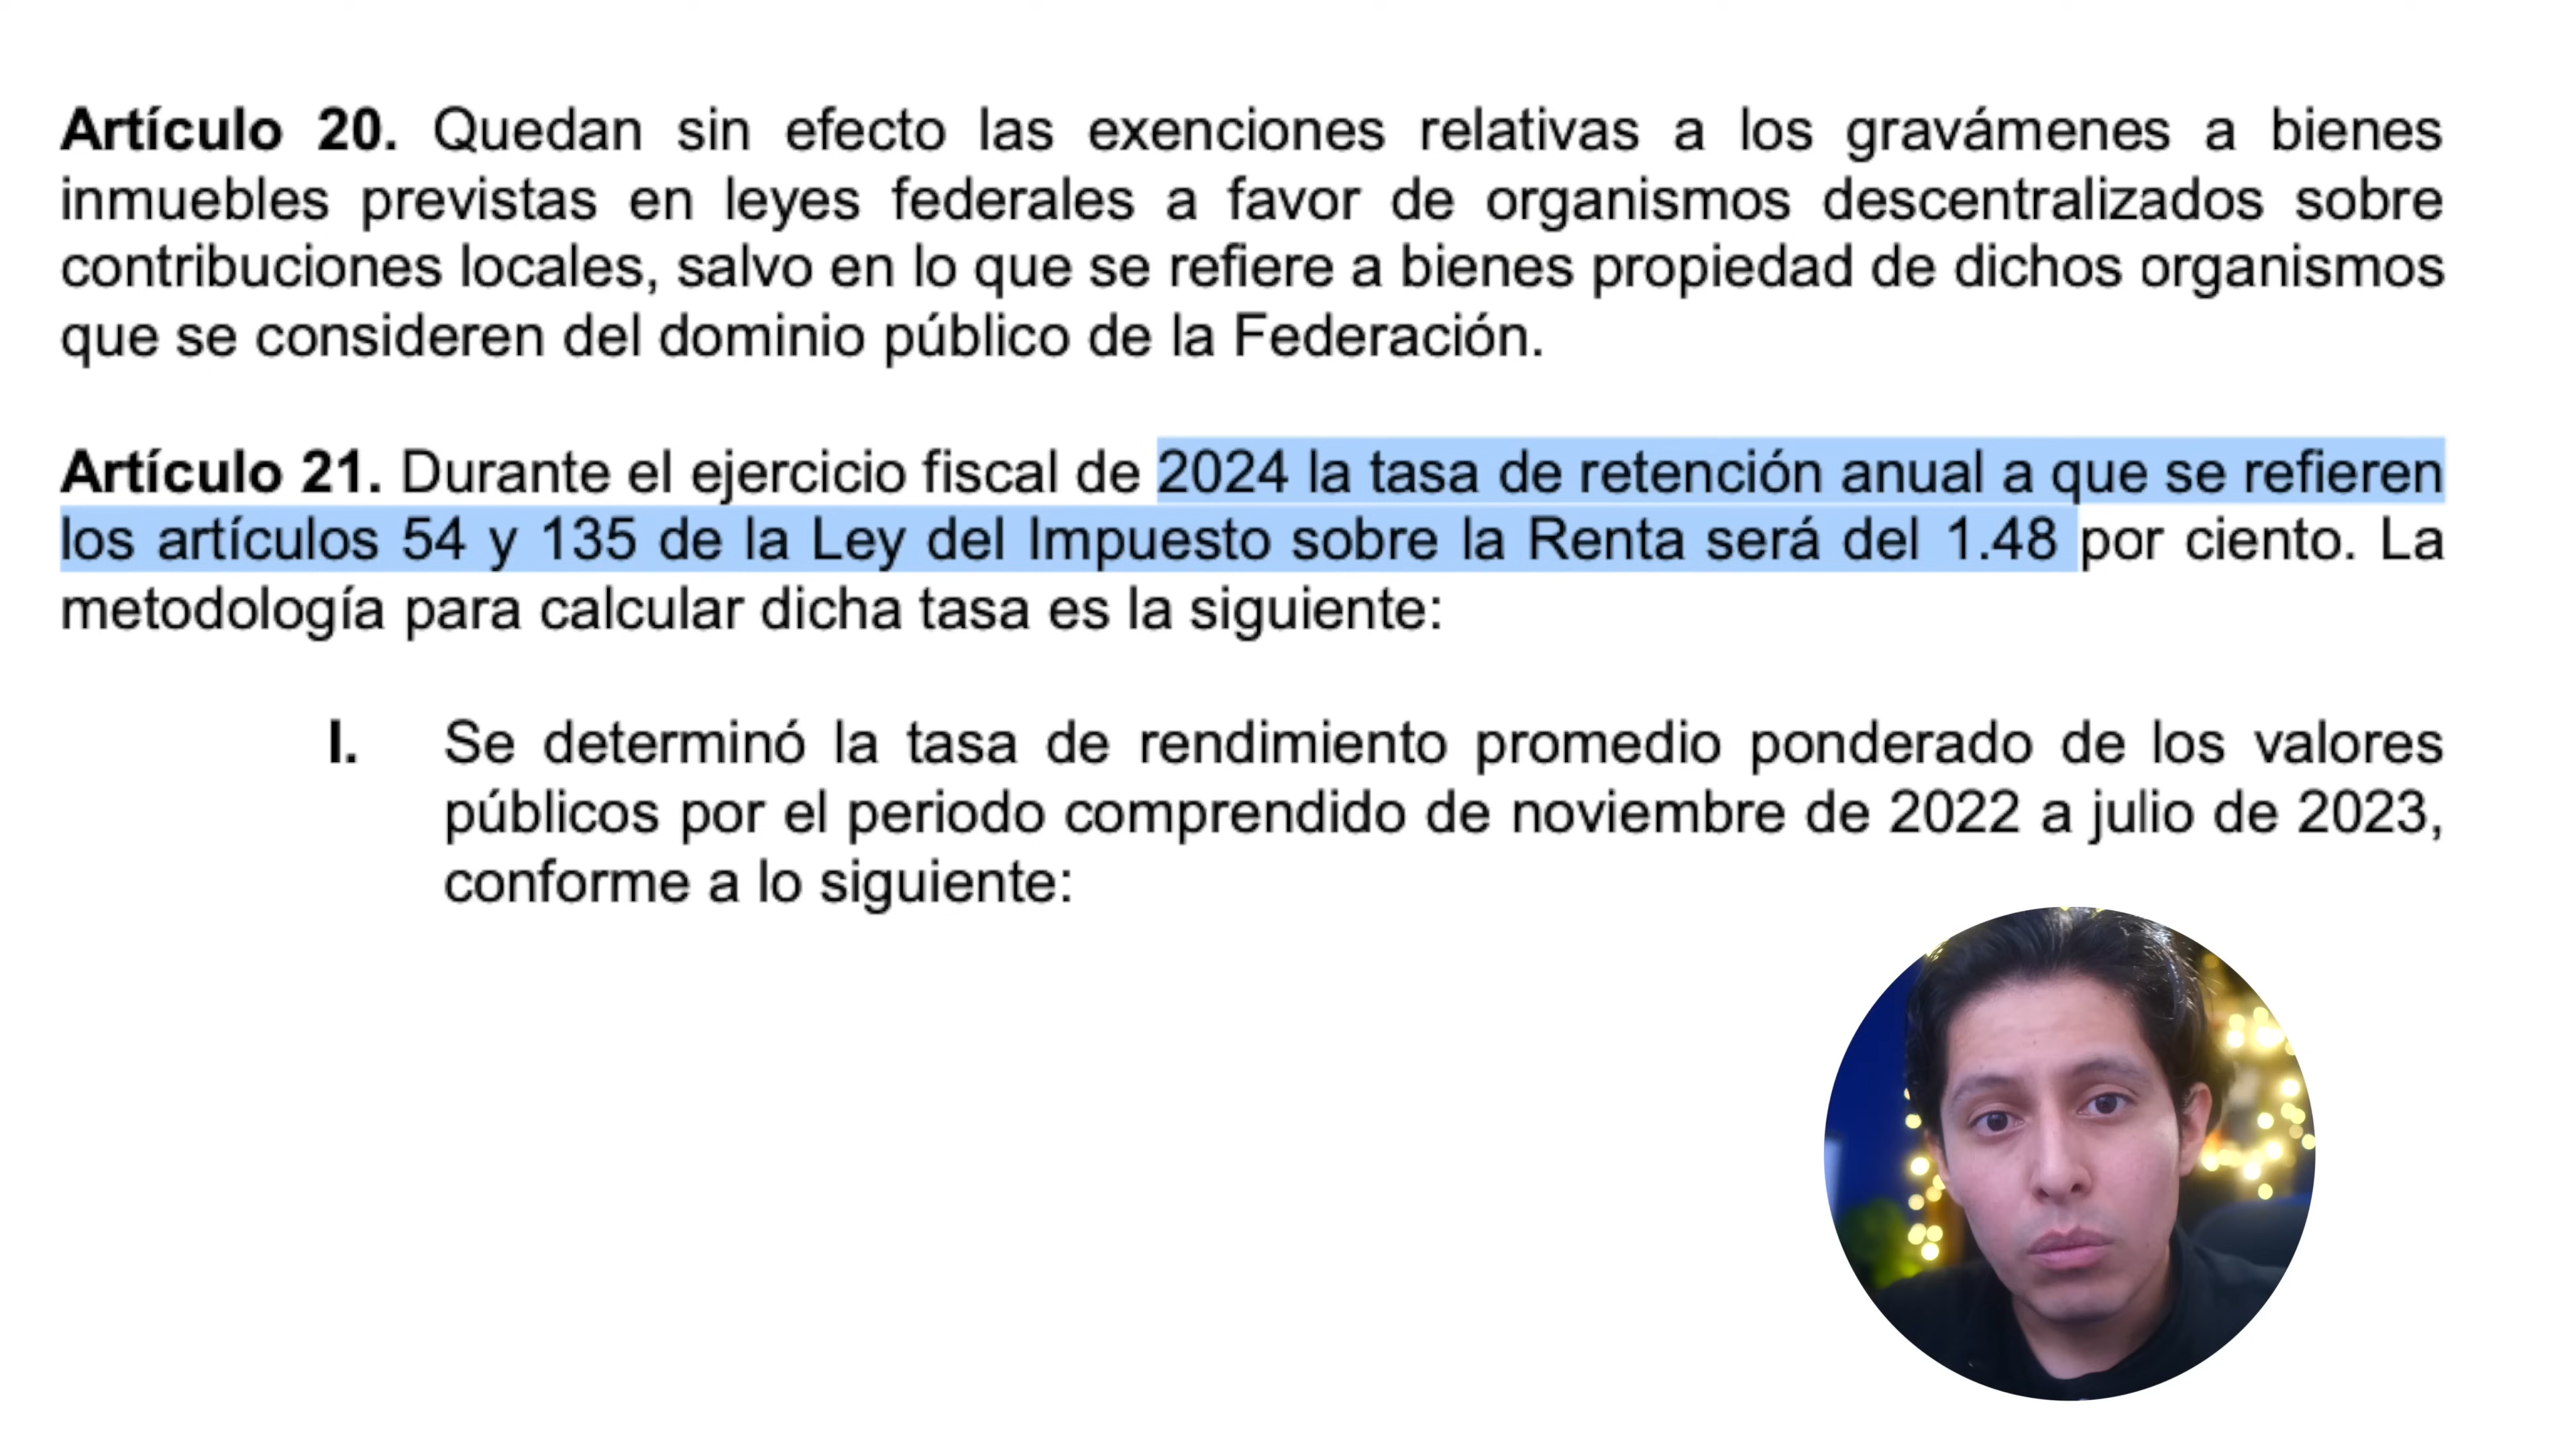 Artículo 20. Quedan sin efecto las exenciones relativas a los gravámenes a bienes
inmuebles previstas en leyes federales a favor de organismos descentralizados sobre
contribuciones locales, salvo en lo que se refiere a bienes propiedad de dichos organismos
que se consideren del dominio público de la Federación.
Artículo 21. Durante el ejercicio fiscal de 2024 la tasa de retención anual a que se refieren
los artículos 54 y 135 de la Ley del Impuesto sobre la Renta será del 1.48 por ciento. La
metodología para calcular dicha tasa es la siguiente:
I. Se determinó la tasa de rendimiento promedio ponderado de los valores
públicos por el periodo comprendido de noviembre de 2022 a julio de 2023,
conforme a lo siguiente: